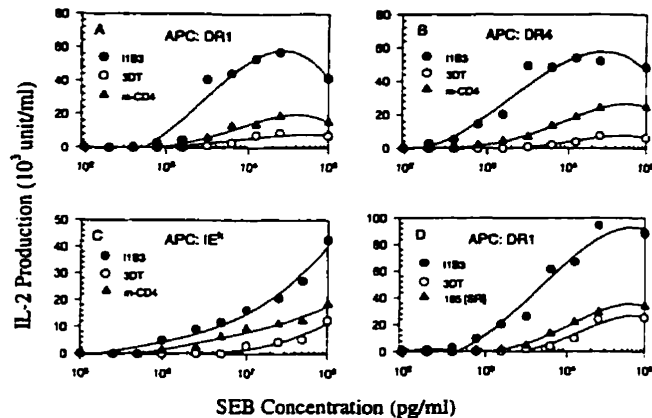 A
APC: DR1
80
60
40
20
0
I1B3
3DT
m-CD4
B
APC: DR4
80
60
40
20
0
I1B3
3DT
m-CD4
C
APC: IEᵏ
50
40
30
20
10
0
I1B3
3DT
m-CD4
D
APC: DR1
100
80
60
40
20
0
I1B3
3DT
IL-2 Production (10³ unit/ml)
SEB Concentration (pg/ml)